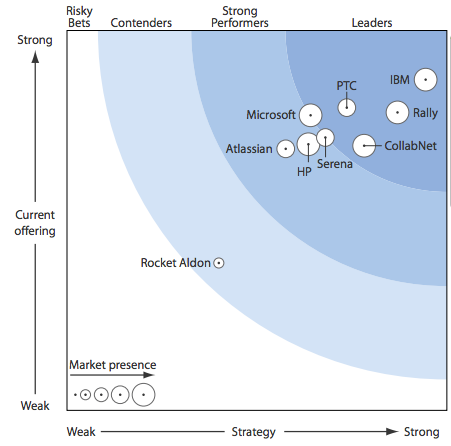 Risky
Bets
Contenders
Strong
Performers
Leaders
Strong
IBM
PTC
Microsoft
Rally
Atlassian
HP
Serena
CollabNet
Current
offering
Rocket Aldon
Market presence
Weak
Weak
Strategy
Strong